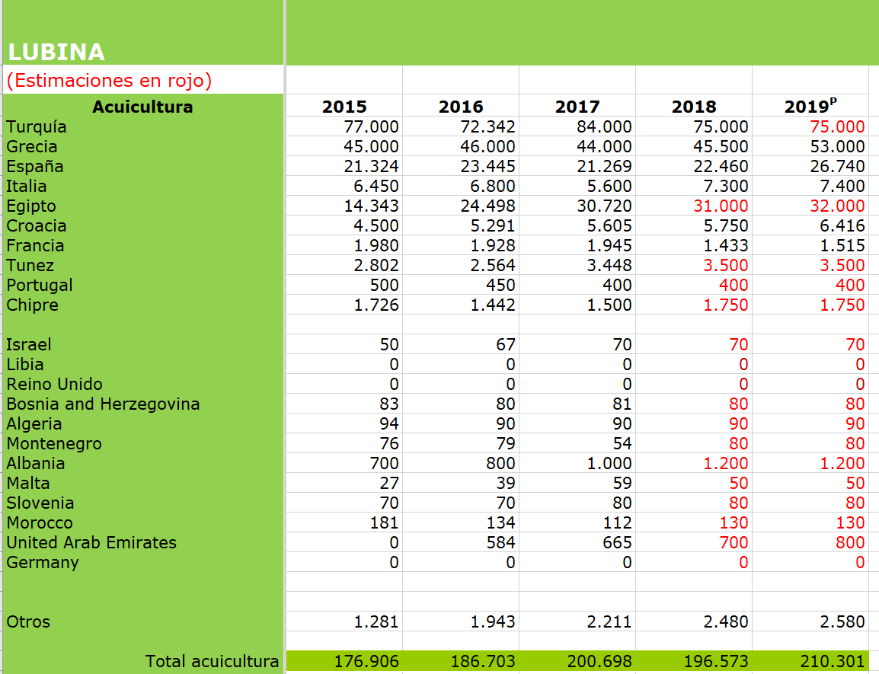 LUBINA
(Estimaciones en rojo)
Acuicultura 2015 2016 2017 2018 2019ᵖ
Turquía 77.000 72.342 84.000 75.000 75.000
Grecia 45.000 46.000 44.000 45.500 53.000
España 21.324 23.445 21.269 22.460 26.740
Italia 6.450 6.800 5.600 7.300 7.400
Egipto 14.343 24.498 30.720 31.000 32.000
Croacia 4.500 5.291 5.605 5.750 6.416
Francia 1.980 1.928 1.945 1.433 1.515
Tunez 2.802 2.564 3.448 3.500 3.500
Portugal 500 450 400 400 400
Chipre 1.726 1.442 1.500 1.750 1.750
Israel 50 67 70 70 70
Libia 0 0 0 0 0
Reino Unido 0 0 0 0 0
Bosnia and Herzegovina 83 80 81 80 80
Algeria 94 90 90 90 90
Montenegro 76 79 54 80 80
Albania 700 800 1.000 1.200 1.200
Malta 27 39 59 50 50
Slovenia 70 70 80 80 80
Morocco 181 134 112 130 130
United Arab Emirates 0 584 665 700 800
Germany 0 0 0 0 0
Otros 1.281 1.943 2.211 2.480 2.580
Total acuicultura 176.906 186.703 200.698 196.573 210.301